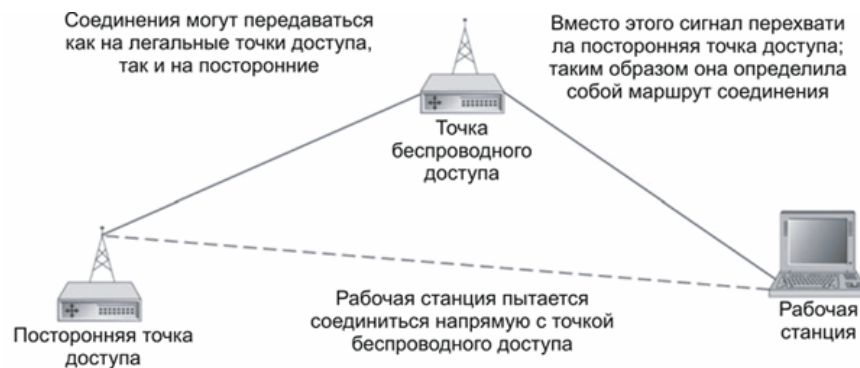 Соединения могут передаваться
как на легальные точки доступа,
так и на посторонние
Вместо этого сигнал перехвати
ла посторонняя точка доступа;
таким образом она определила
собой маршрут соединения
Точка
беспроводного
доступа
Рабочая станция пытается
соединиться напрямую с точкой
беспроводного доступа
Посторонняя точка
доступа
Рабочая
станция